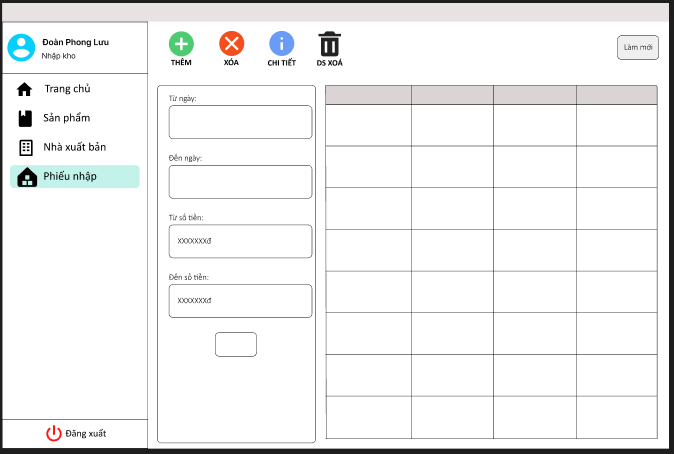 Đoàn Phong Lưu
Nhập kho
Trang chủ
Sản phẩm
Nhà xuất bản
Phiếu nhập
Đăng xuất
THÊM
XÓA
CHI TIẾT
DS XOÁ
Làm mới
Từ ngày:
Đến ngày:
Từ số tiền:
XXXXXXXđ
Đến số tiền:
XXXXXXXđ